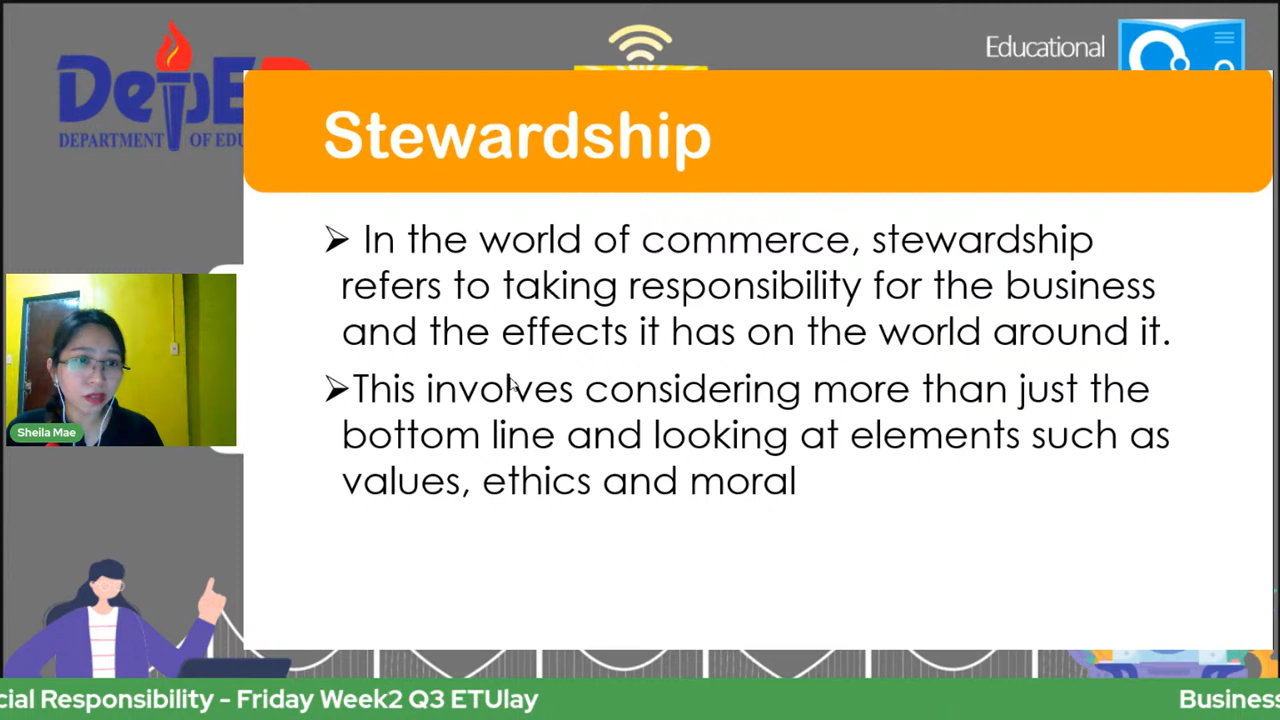 Educational
DepE
DEPARTMENT OF EDU
Stewardship
➢ In the world of commerce, stewardship
refers to taking responsibility for the business
and the effects it has on the world around it.
➢This involves considering more than just the
bottom line and looking at elements such as
values, ethics and moral
Sheila Mae
cial Responsibility - Friday Week2 Q3 ETUlay
Business